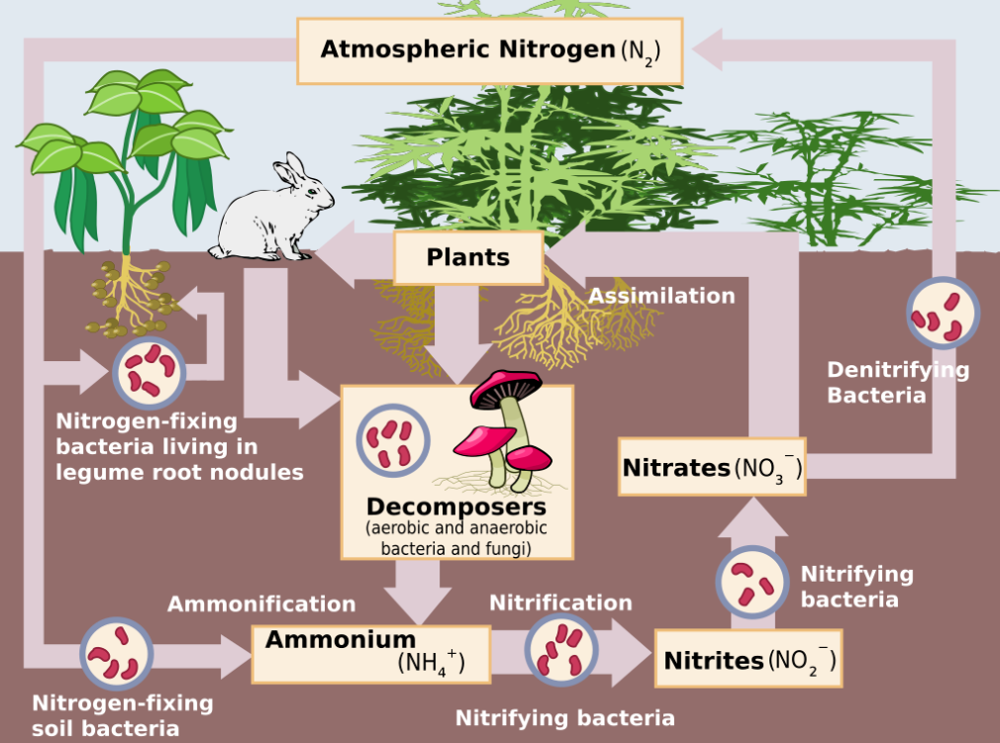 Atmospheric Nitrogen (N₂)
Plants
Assimilation
Denitrifying
Bacteria
Nitrogen-fixing
bacteria living in
legume root nodules
Nitrates (NO₃⁻)
Decomposers
(aerobic and anaerobic
bacteria and fungi)
Nitrifying
bacteria
Ammonification
Nitrification
Ammonium
(NH₄⁺)
Nitrites (NO₂⁻)
Nitrogen-fixing
soil bacteria
Nitrifying bacteria